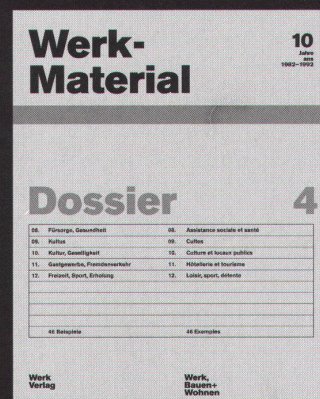 Werk-
Material
10
Jahre
ans
1982–1992
Dossier 4
08. Fürsorge, Gesundheit 08. Assistance sociale et santé
09. Kultus 09. Cultes
10. Kultur, Geselligkeit 10. Culture et locaux publics
11. Gastgewerbe, Fremdenverkehr 11. Hôtellerie et tourisme
12. Freizeit, Sport, Erholung 12. Loisir, sport, détente
46 Beispiele 46 Exemples
Werk
Verlag
Werk,
Bauen+
Wohnen